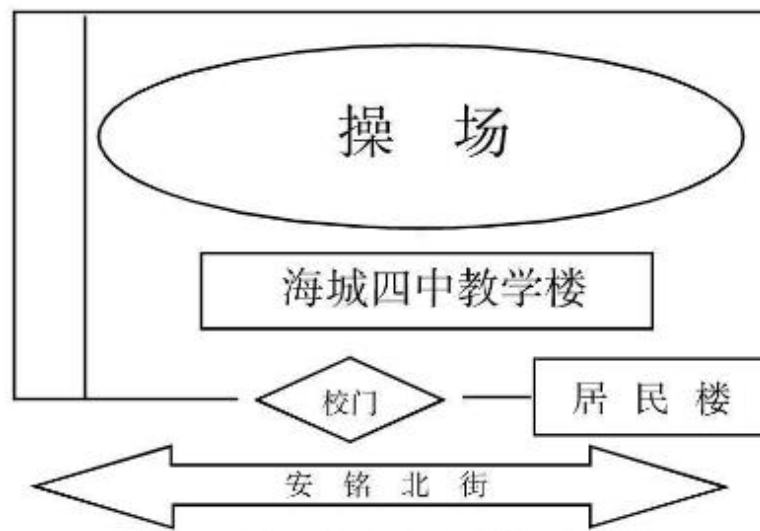 操 场
海城四中教学楼
校门
居 民 楼
安 铭 北 街